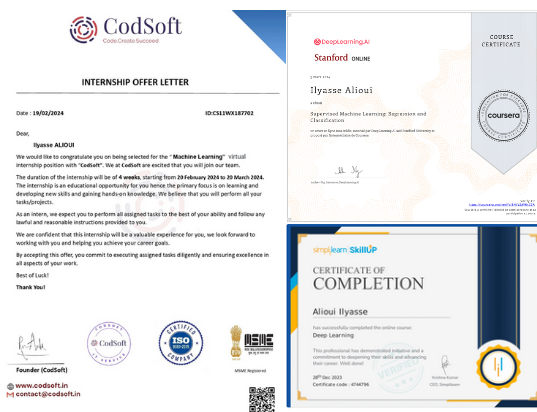 CodSoft
Code.Create.Succeed
INTERNSHIP OFFER LETTER
Date : 19/02/2024 ID:CS11WX187702
Dear,
Ilyasse ALIOUI
We would like to congratulate you on being selected for the "Machine Learning" virtual
internship position with "CodSoft". We at CodSoft are excited that you will join our team.
The duration of the internship will be of 4 weeks, starting from 20 February 2024 to 20 March 2024.
The internship is an educational opportunity for you hence the primary focus is on learning and
developing new skills and gaining hands-on knowledge. We believe that you will perform all your
tasks/projects.
As an intern, we expect you to perform all assigned tasks to the best of your ability and follow any
lawful and reasonable instructions provided to you.
We are confident that this internship will be a valuable experience for you, we look forward to
working with you and helping you achieve your career goals.
By accepting this offer, you commit to executing assigned tasks diligently and ensuring excellence in
all aspects of your work.
Best of Luck!
Thank You!
CodSoft
CERTIFIED
ISO
COMPANY
MSME
Founder (CodSoft)
MSME Registered
www.codsoft.in
contact@codsoft.in
DeepLearning.AI
Stanford ONLINE
Ilyasse Alioui
Supervised Machine Learning: Regression and
Classification
COURSE
CERTIFICATE
coursera
simplilearn SkillUP
CERTIFICATE OF
COMPLETION
Alioui Ilyasse
has successfully completed the online course
Deep Learning
This professional has demonstrated initiative and a
commitment to deepening their skills and advancing
their career. Well done!
28th Dec 2023
Certificate code : 4744796
Krishna Kumar
CEO, Simplilearn